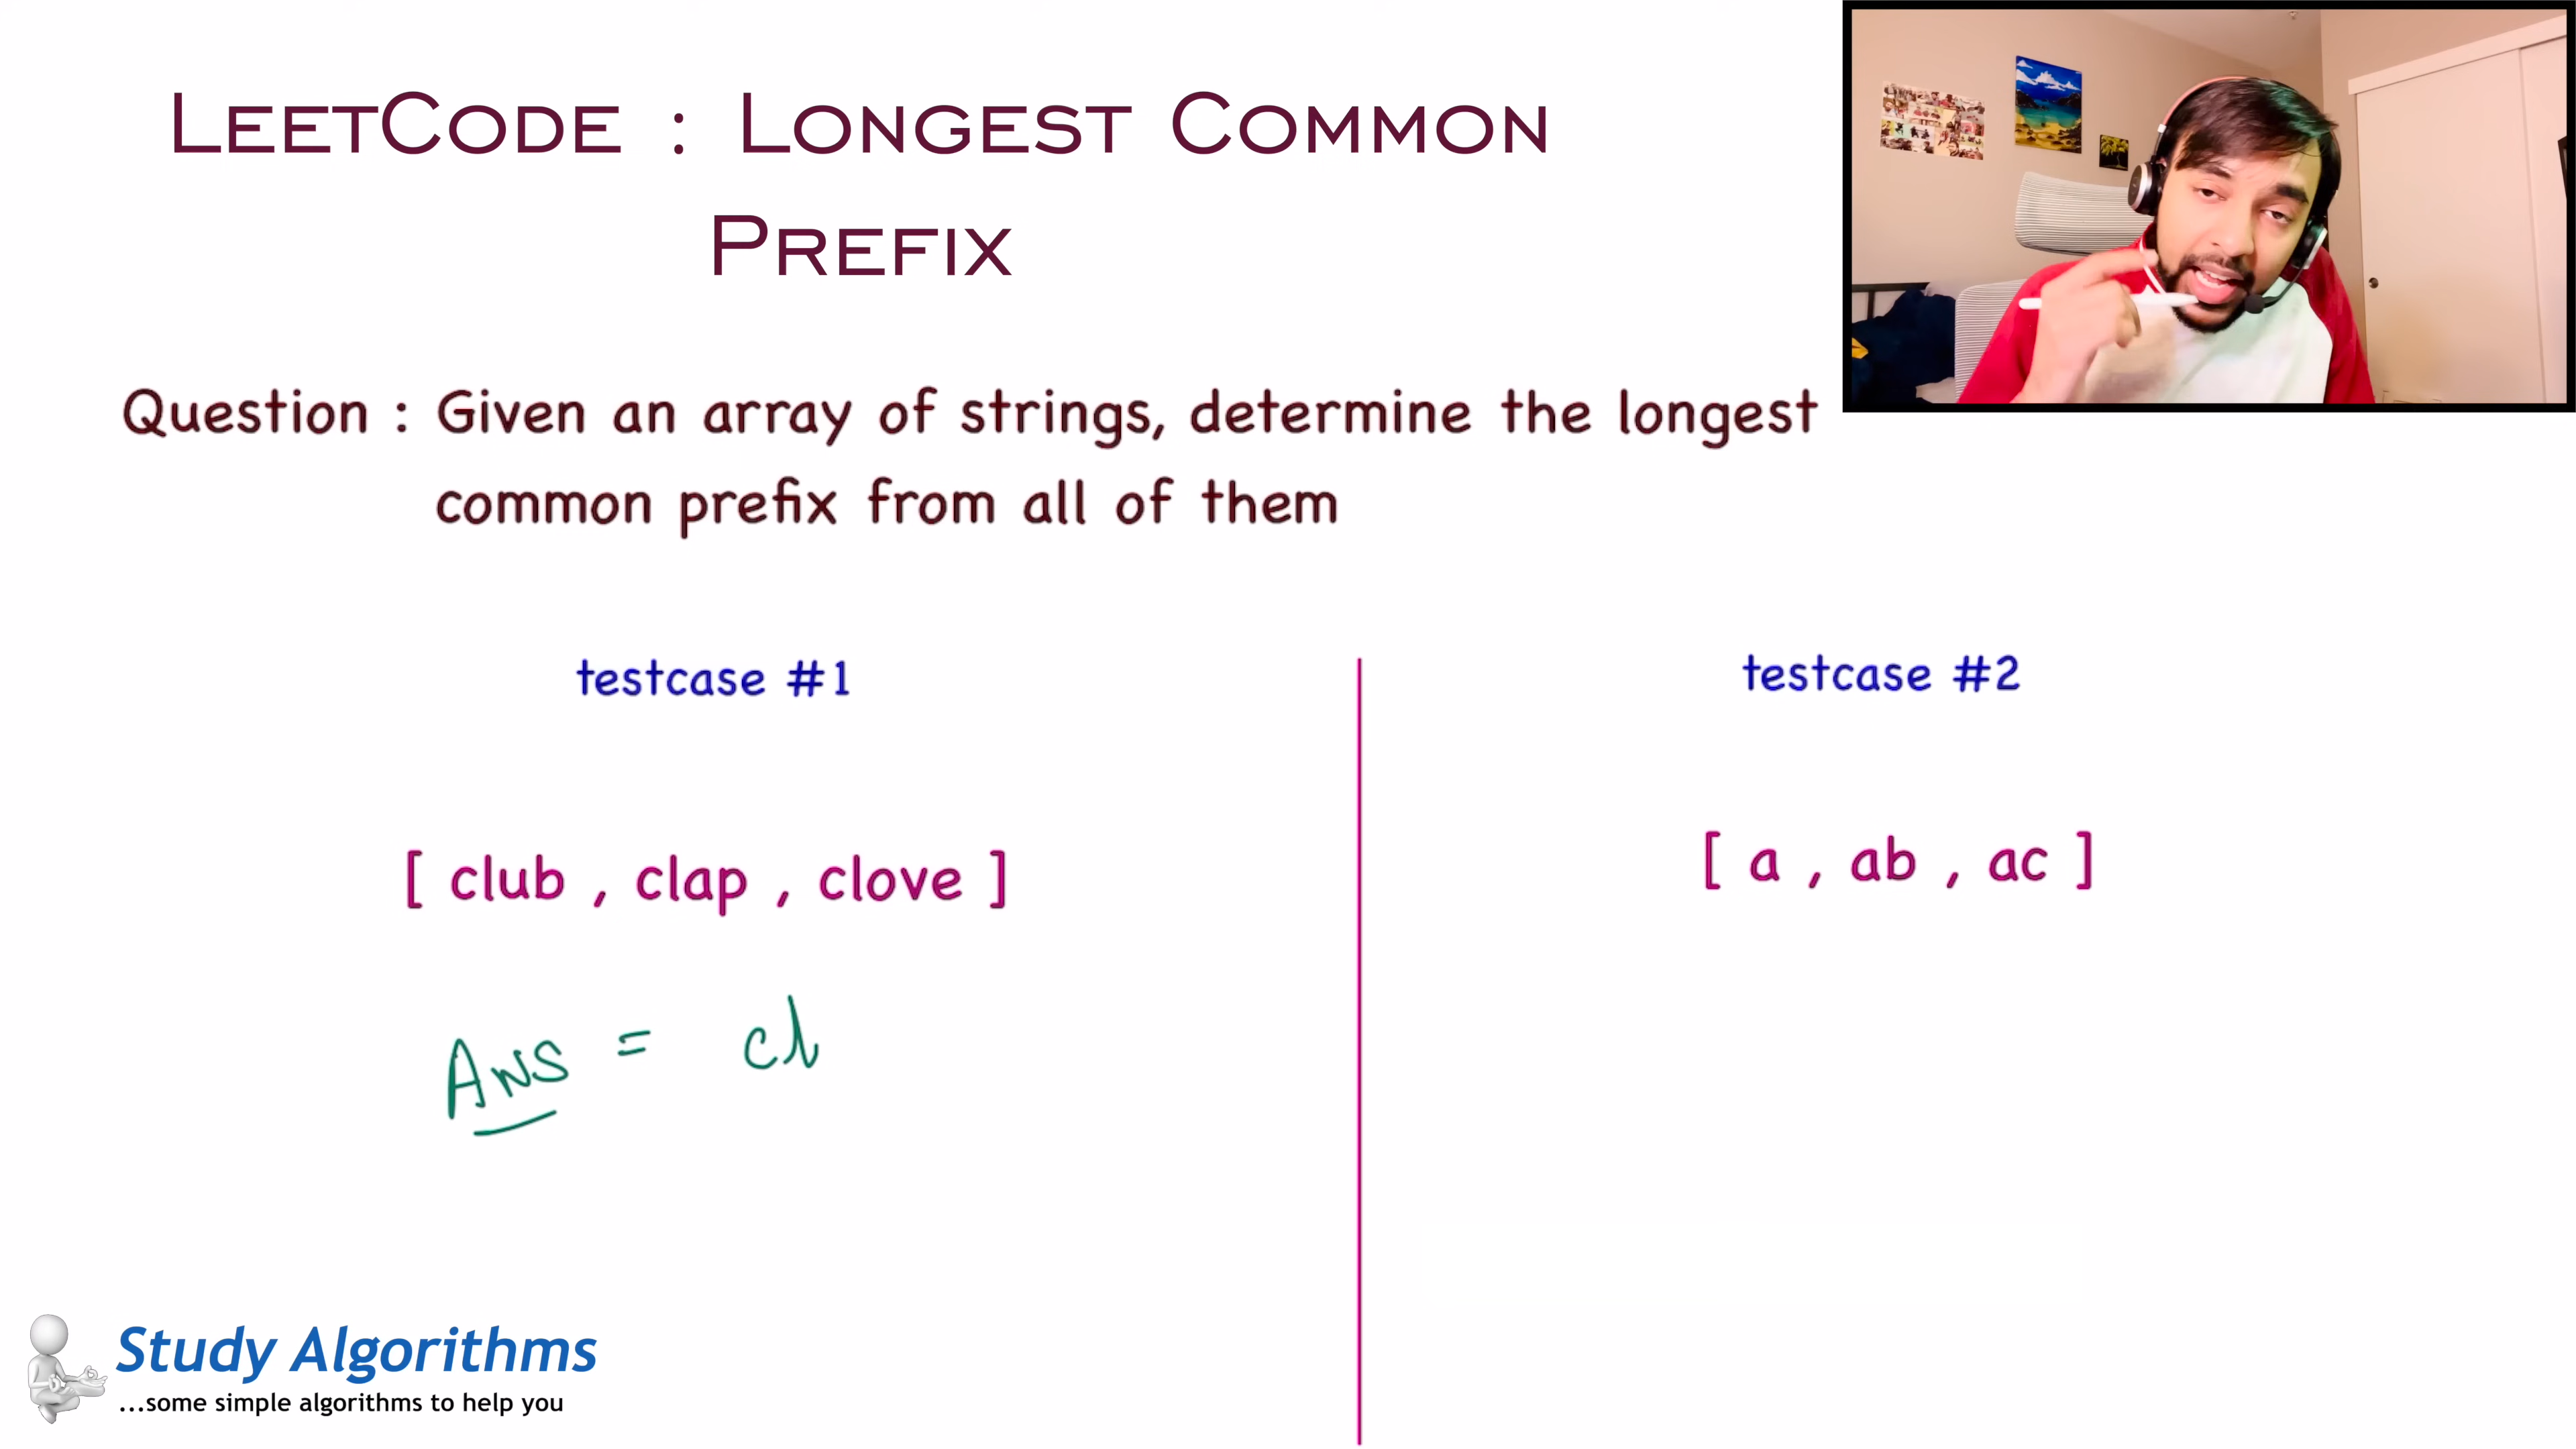 LEETCODE : LONGEST COMMON
PREFIX
Question : Given an array of strings, determine the longest
common prefix from all of them
testcase #1
testcase #2
[ club , clap , clove ]
[ a , ab , ac ]
Ans = cl
Study Algorithms
...some simple algorithms to help you